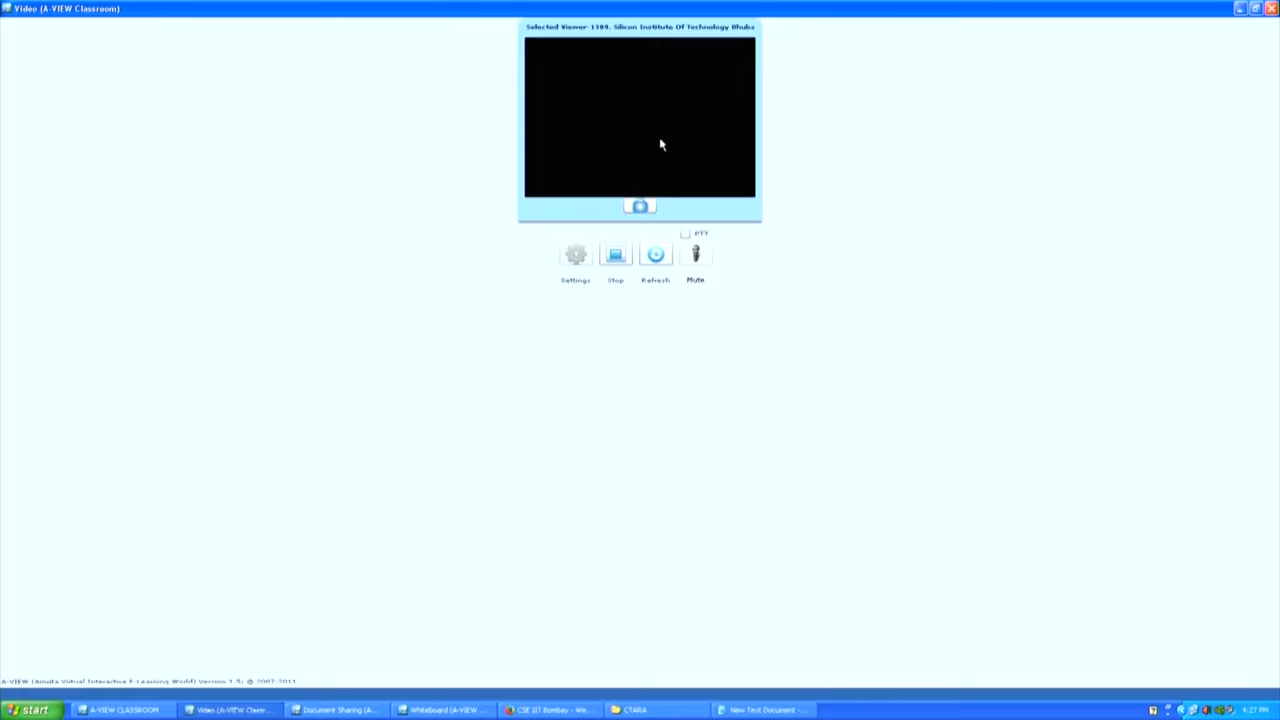 Video (A-VIEW Classroom)
Selected Viewer 1309, Silicon Institute Of Technology Bhuba
PTT
Settings
Stop
Refresh
Mute
A-VIEW (Amrita Virtual Interactive E-Learning World) Version 1.5; © 2007-2011
start
A-VIEW CLASSROOM
Video (A-VIEW Classr...
Document Sharing (A...
Whiteboard (A-VIEW ...
CSE IIT Bombay - We...
CTARA
New Text Document -...
4:27 PM